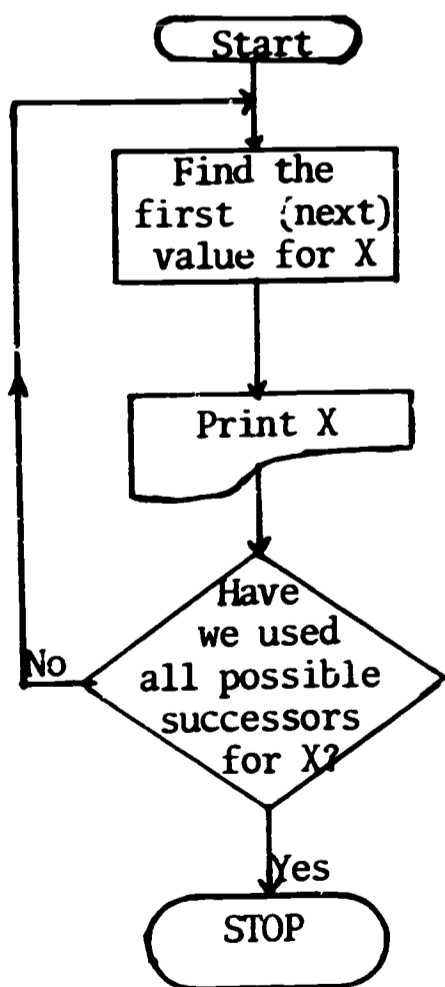 Start
Find the
first (next)
value for X
Print X
Have
we used
all possible
successors
for X?
No
Yes
STOP